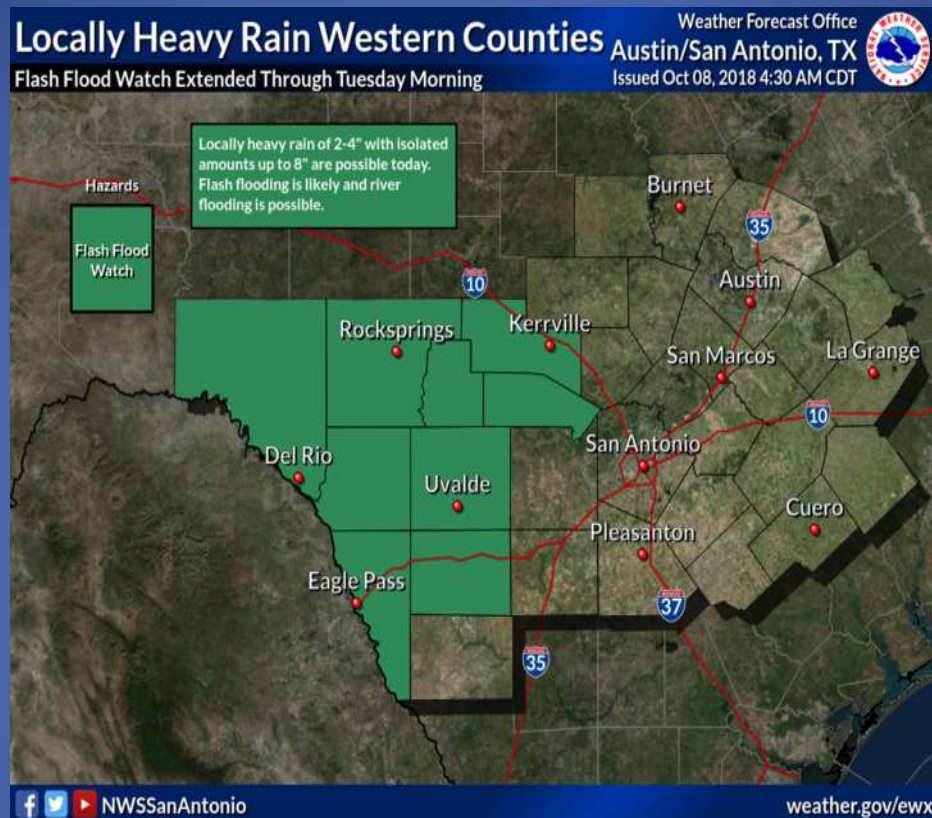 Locally Heavy Rain Western Counties
Flash Flood Watch Extended Through Tuesday Morning
Weather Forecast Office
Austin/San Antonio, TX
Issued Oct 08, 2018 4:30 AM CDT
Locally heavy rain of 2-4" with isolated
amounts up to 8" are possible today.
Flash flooding is likely and river
flooding is possible.
Hazards
Flash Flood
Watch
Burnet
35
Austin
10
Rocksprings
Kerrville
San Marcos
La Grange
10
San Antonio
Del Rio
Uvalde
Cuero
Pleasanton
Eagle Pass
37
35
NWSSanAntonio
weather.gov/ewx